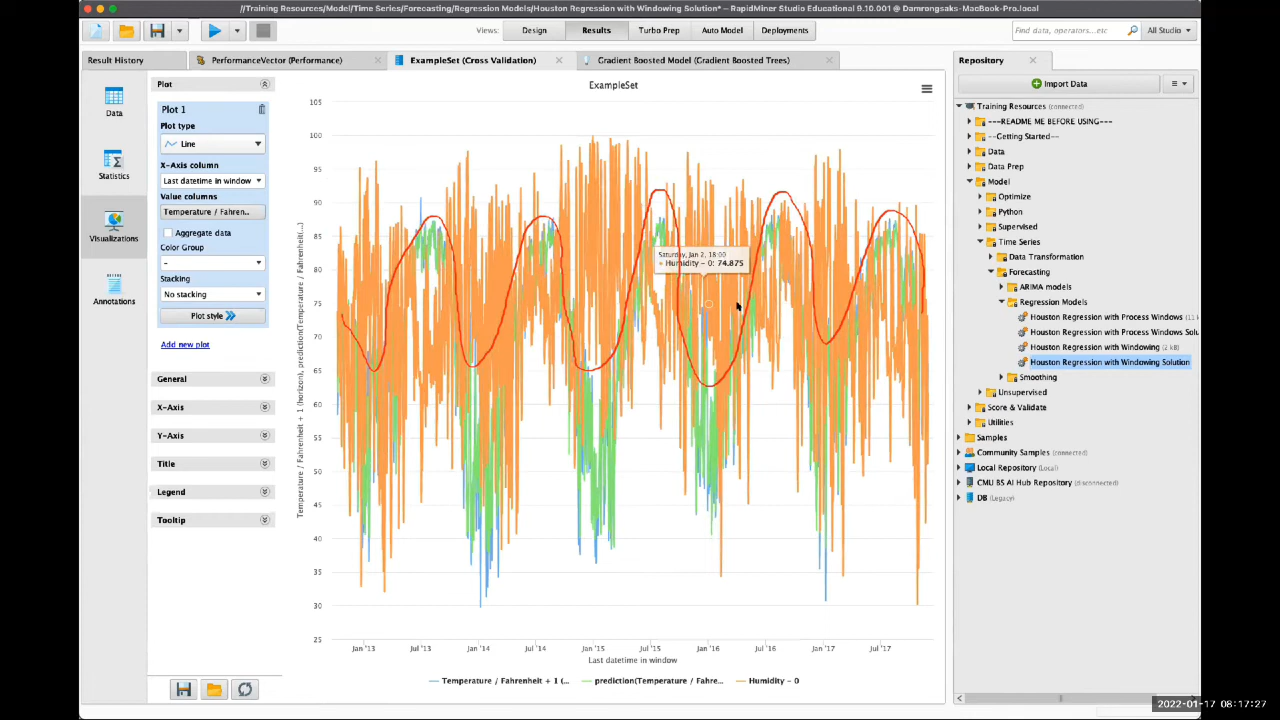 //Training Resources/Model/Time Series/Forecasting/Regression Models/Houston Regression with Windowing Solution* – RapidMiner Studio Educational 9.10.001 @ Damrongsaks-MacBook-Pro.local
Views: Design Results Turbo Prep Auto Model Deployments Find data, operators...etc All Studio
Result History PerformanceVector (Performance) ExampleSet (Cross Validation) Gradient Boosted Model (Gradient Boosted Trees)
Data
Statistics
Visualizations
Annotations
Plot
Plot 1
Plot type
Line
X-Axis column
Last datetime in window
Value columns
Temperature / Fahren..
Aggregate data
Color Group
-
Stacking
No stacking
Plot style
Add new plot
General
X-Axis
Y-Axis
Title
Legend
Tooltip
ExampleSet
105
100
95
90
85
80
75
70
65
60
55
50
45
40
35
30
25
Temperature / Fahrenheit + 1 (horizon), prediction(Temperature / Fahrenheit(...)
Saturday, Jan 2, 18:00
Humidity - 0: 74.875
Jan '13 Jul '13 Jan '14 Jul '14 Jan '15 Jul '15 Jan '16 Jul '16 Jan '17 Jul '17
Last datetime in window
Temperature / Fahrenheit + 1 (... prediction(Temperature / Fahre... Humidity - 0
Repository
Import Data
Training Resources (connected)
---README ME BEFORE USING---
--Getting Started--
Data
Data Prep
Model
Optimize
Python
Supervised
Time Series
Data Transformation
Forecasting
ARIMA models
Regression Models
Houston Regression with Process Windows (11 k
Houston Regression with Process Windows Solu
Houston Regression with Windowing (2 kB)
Houston Regression with Windowing Solution
Smoothing
Unsupervised
Score & Validate
Utilities
Samples
Community Samples (connected)
Local Repository (Local)
CMU BS AI Hub Repository (disconnected)
DB (Legacy)
2022-01-17 08:17:27